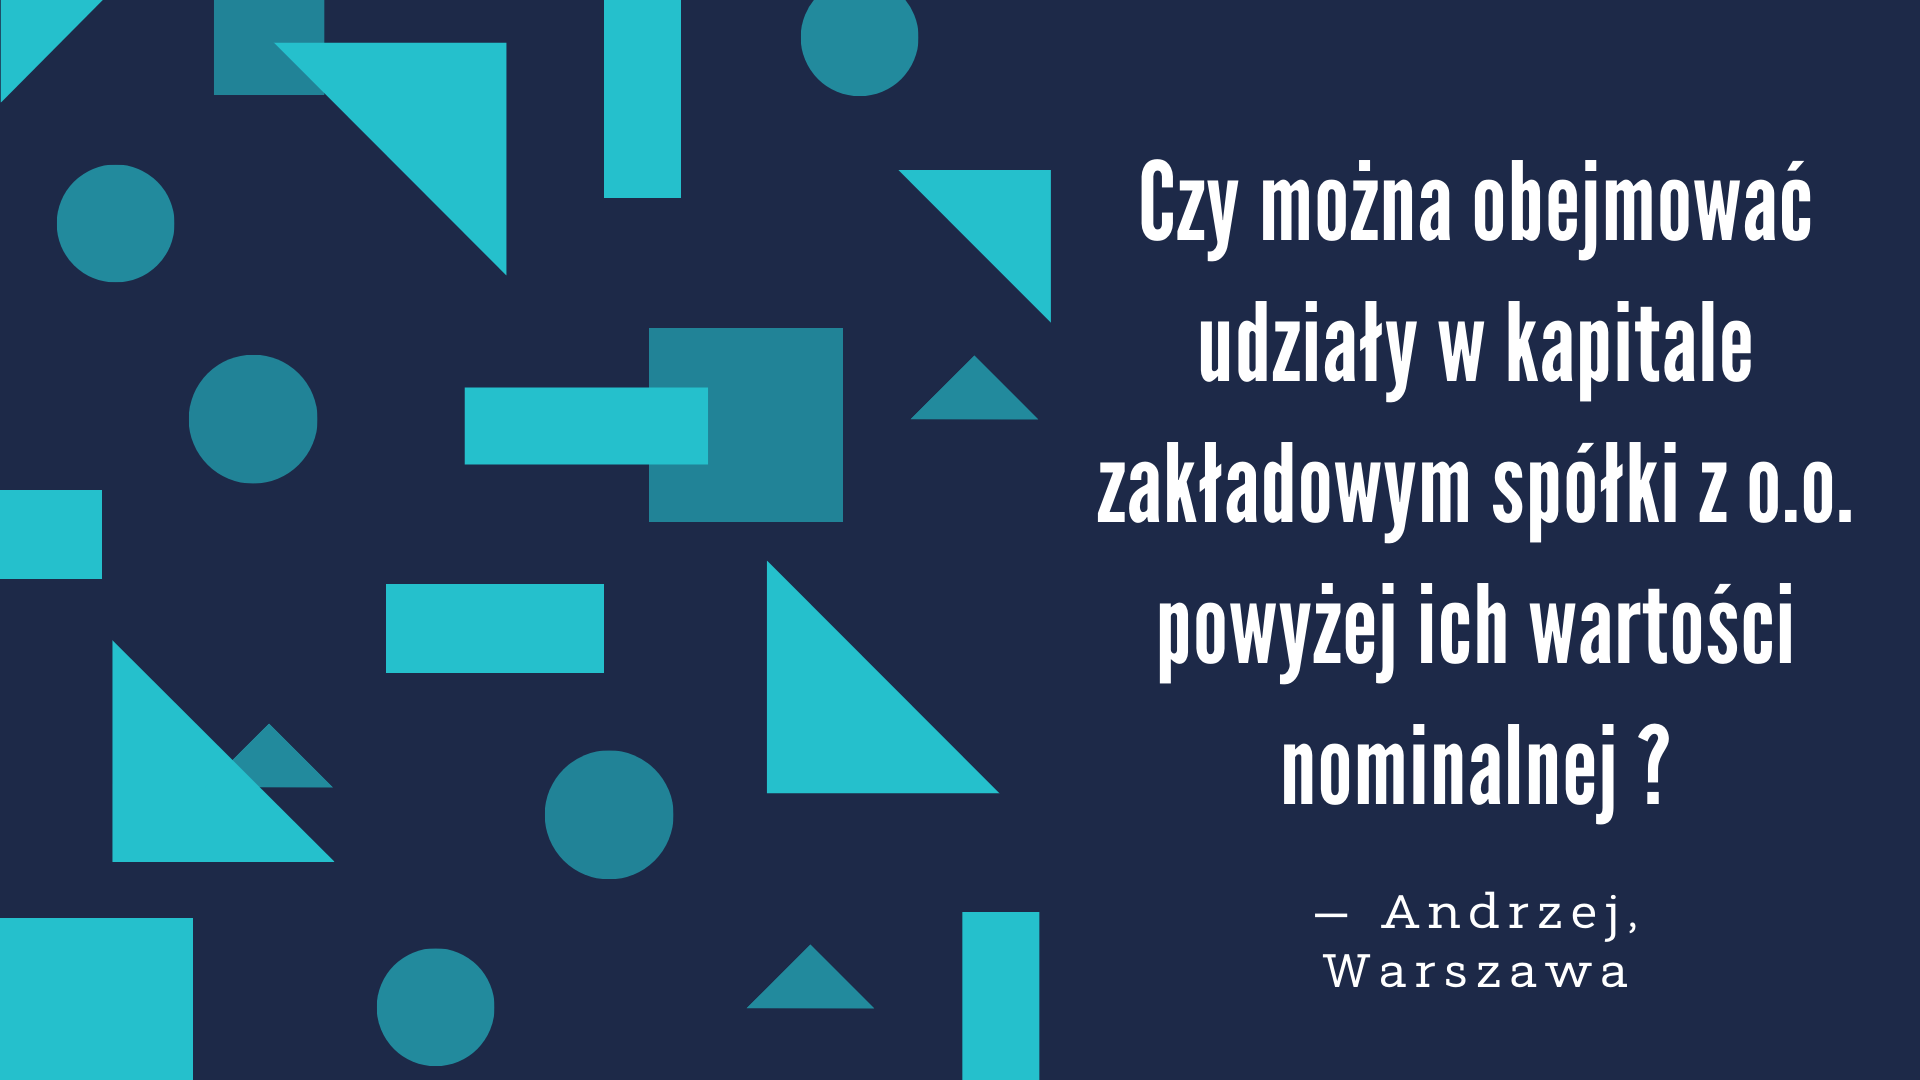 Czy można obejmować
udziały w kapitale
zakładowym spółki z o.o.
powyżej ich wartości
nominalnej ?
— Andrzej,
Warszawa